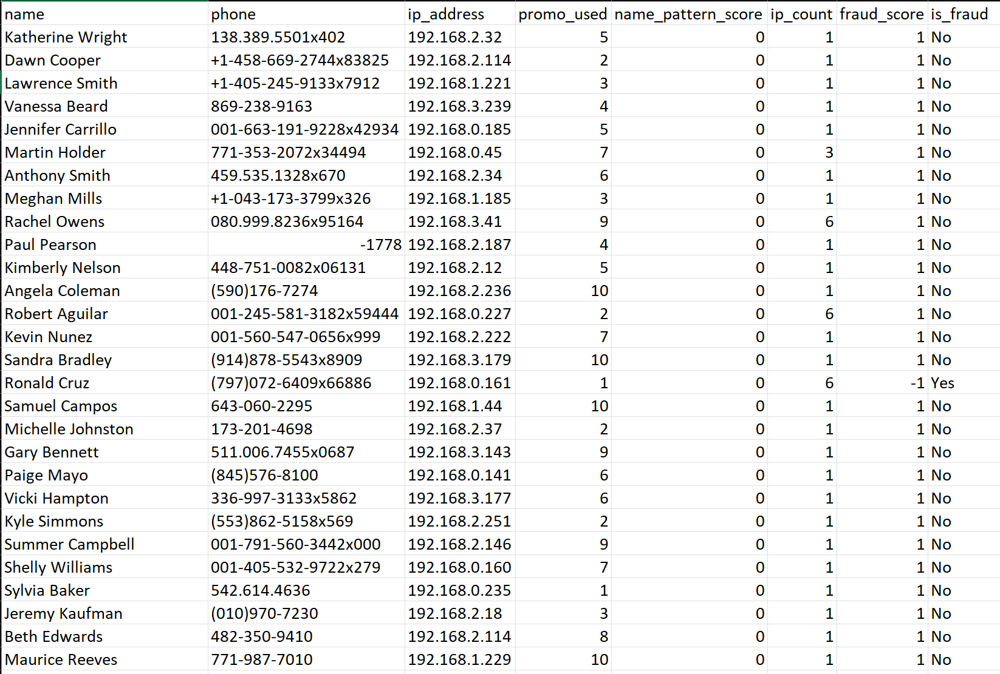 name phone ip_address promo_used name_pattern_score ip_count fraud_score is_fraud
Katherine Wright 138.389.5501x402 192.168.2.32 5 0 1 1 No
Dawn Cooper +1-458-669-2744x83825 192.168.2.114 2 0 1 1 No
Lawrence Smith +1-405-245-9133x7912 192.168.1.221 3 0 1 1 No
Vanessa Beard 869-238-9163 192.168.3.239 4 0 1 1 No
Jennifer Carrillo 001-663-191-9228x42934 192.168.0.185 5 0 1 1 No
Martin Holder 771-353-2072x34494 192.168.0.45 7 0 3 1 No
Anthony Smith 459.535.1328x670 192.168.2.34 6 0 1 1 No
Meghan Mills +1-043-173-3799x326 192.168.1.185 3 0 1 1 No
Rachel Owens 080.999.8236x95164 192.168.3.41 9 0 6 1 No
Paul Pearson -1778 192.168.2.187 4 0 1 1 No
Kimberly Nelson 448-751-0082x06131 192.168.2.12 5 0 1 1 No
Angela Coleman (590)176-7274 192.168.2.236 10 0 1 1 No
Robert Aguilar 001-245-581-3182x59444 192.168.0.227 2 0 6 1 No
Kevin Nunez 001-560-547-0656x999 192.168.2.222 7 0 1 1 No
Sandra Bradley (914)878-5543x8909 192.168.3.179 10 0 1 1 No
Ronald Cruz (797)072-6409x66886 192.168.0.161 1 0 6 -1 Yes
Samuel Campos 643-060-2295 192.168.1.44 10 0 1 1 No
Michelle Johnston 173-201-4698 192.168.2.37 2 0 1 1 No
Gary Bennett 511.006.7455x0687 192.168.3.143 9 0 1 1 No
Paige Mayo (845)576-8100 192.168.0.141 6 0 1 1 No
Vicki Hampton 336-997-3133x5862 192.168.3.177 6 0 1 1 No
Kyle Simmons (553)862-5158x569 192.168.2.251 2 0 1 1 No
Summer Campbell 001-791-560-3442x000 192.168.2.146 9 0 1 1 No
Shelly Williams 001-405-532-9722x279 192.168.0.160 7 0 1 1 No
Sylvia Baker 542.614.4636 192.168.0.235 1 0 1 1 No
Jeremy Kaufman (010)970-7230 192.168.2.18 3 0 1 1 No
Beth Edwards 482-350-9410 192.168.2.114 8 0 1 1 No
Maurice Reeves 771-987-7010 192.168.1.229 10 0 1 1 No